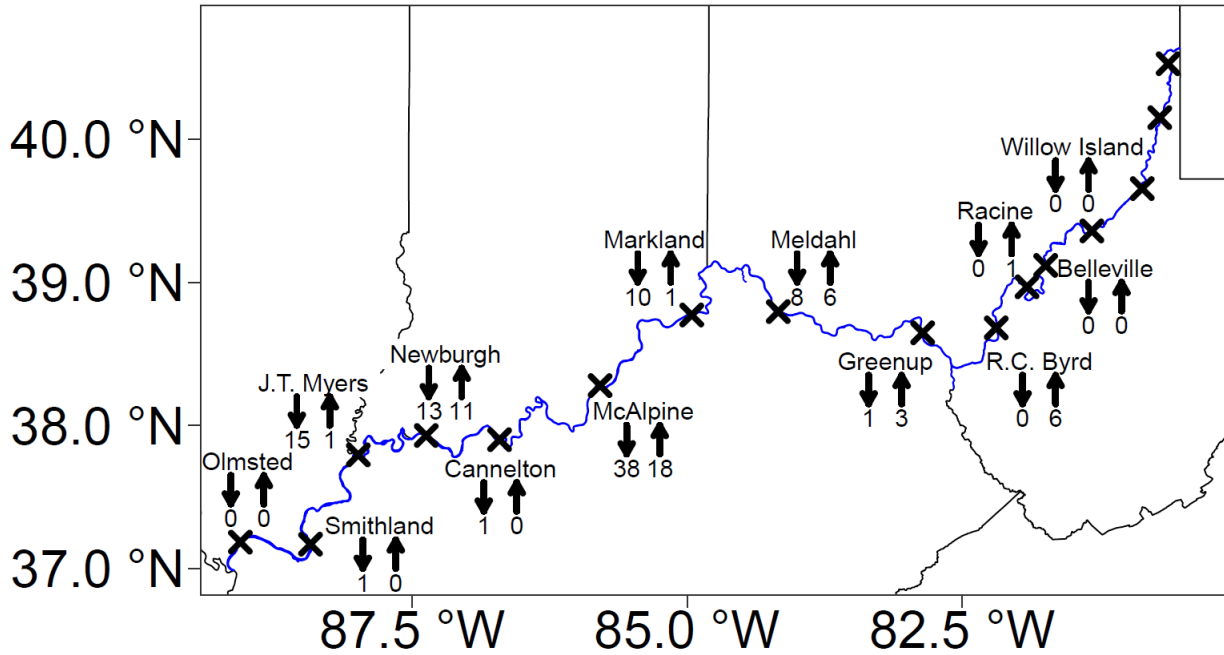 40.0 °N
39.0 °N
38.0 °N
37.0 °N
Willow Island
0 0
Racine
0 1
Markland
10 1
Meldahl
8 6
Belleville
0 0
Newburgh
13 11
Greenup
1 3
R.C. Byrd
0 6
J.T. Myers
15 1
McAlpine
38 18
Olmsted
0 0
Cannelton
1 0
Smithland
1 0
87.5 °W
85.0 °W
82.5 °W